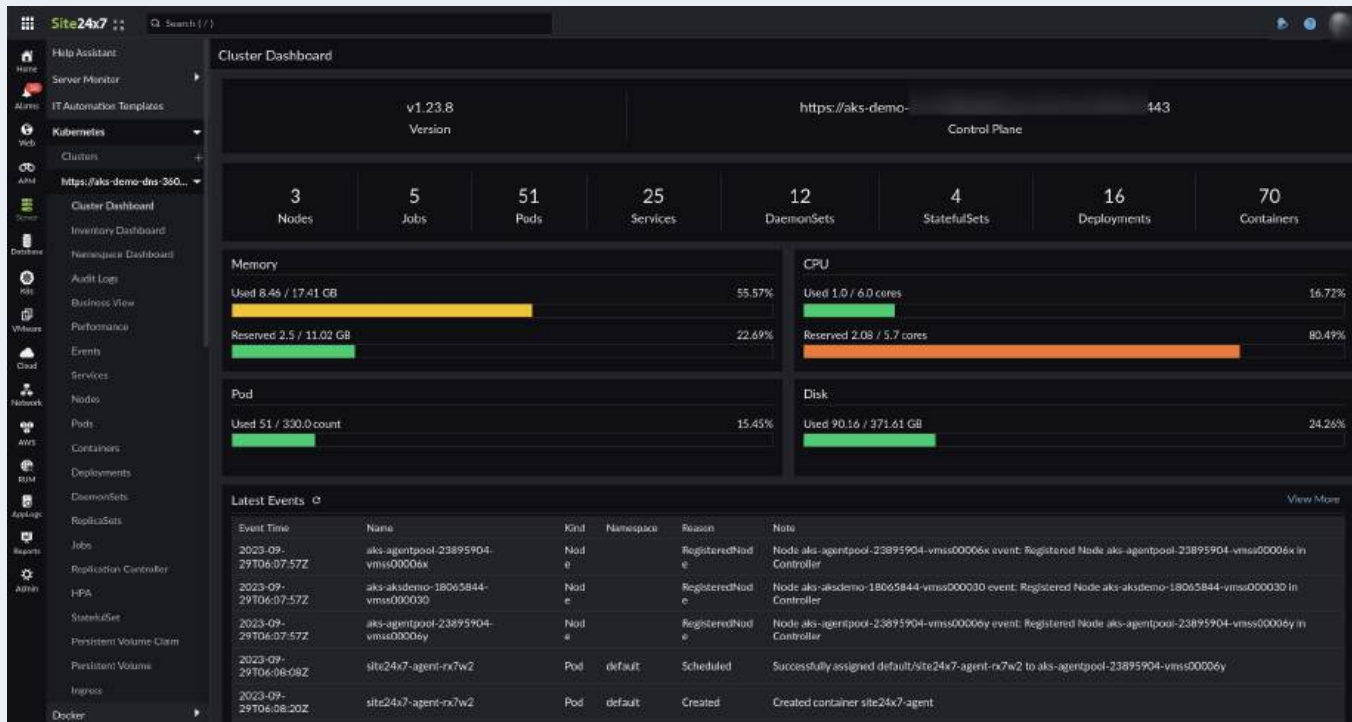 Site24x7
Search ( / )
Home
Alarms
Web
APM
Server
Database
K8s
VMware
Cloud
Network
AWS
RUM
AppLogs
Reports
Admin
Help Assistant
Server Monitor
IT Automation Templates
Kubernetes
Clusters +
https://aks-demo-dns-360...
Cluster Dashboard
Inventory Dashboard
Namespace Dashboard
Audit Logs
Business View
Performance
Events
Services
Nodes
Pods
Containers
Deployments
DaemonSets
ReplicaSets
Jobs
Replication Controller
HPA
StatefulSet
Persistent Volume Claim
Persistent Volume
Ingress
Docker
Cluster Dashboard
v1.23.8
Version
https://aks-demo- 443
Control Plane
3
Nodes
5
Jobs
51
Pods
25
Services
12
DaemonSets
4
StatefulSets
16
Deployments
70
Containers
Memory
Used 8.46 / 17.41 GB 55.57%
Reserved 2.5 / 11.02 GB 22.69%
CPU
Used 1.0 / 6.0 cores 16.72%
Reserved 2.08 / 5.7 cores 80.49%
Pod
Used 51 / 330.0 count 15.45%
Disk
Used 90.16 / 371.61 GB 24.26%
Latest Events View More
Event Time Name Kind Namespace Reason Note
2023-09-29T06:07:57Z aks-agentpool-23895904-vmss00006x Node RegisteredNode Node aks-agentpool-23895904-vmss00006x event: Registered Node aks-agentpool-23895904-vmss00006x in Controller
2023-09-29T06:07:57Z aks-aksdemo-18065844-vmss000030 Node RegisteredNode Node aks-aksdemo-18065844-vmss000030 event: Registered Node aks-aksdemo-18065844-vmss000030 in Controller
2023-09-29T06:07:57Z aks-agentpool-23895904-vmss00006y Node RegisteredNode Node aks-agentpool-23895904-vmss00006y event: Registered Node aks-agentpool-23895904-vmss00006y in Controller
2023-09-29T06:08:08Z site24x7-agent-rx7w2 Pod default Scheduled Successfully assigned default/site24x7-agent-rx7w2 to aks-agentpool-23895904-vmss00006y
2023-09-29T06:08:20Z site24x7-agent-rx7w2 Pod default Created Created container site24x7-agent